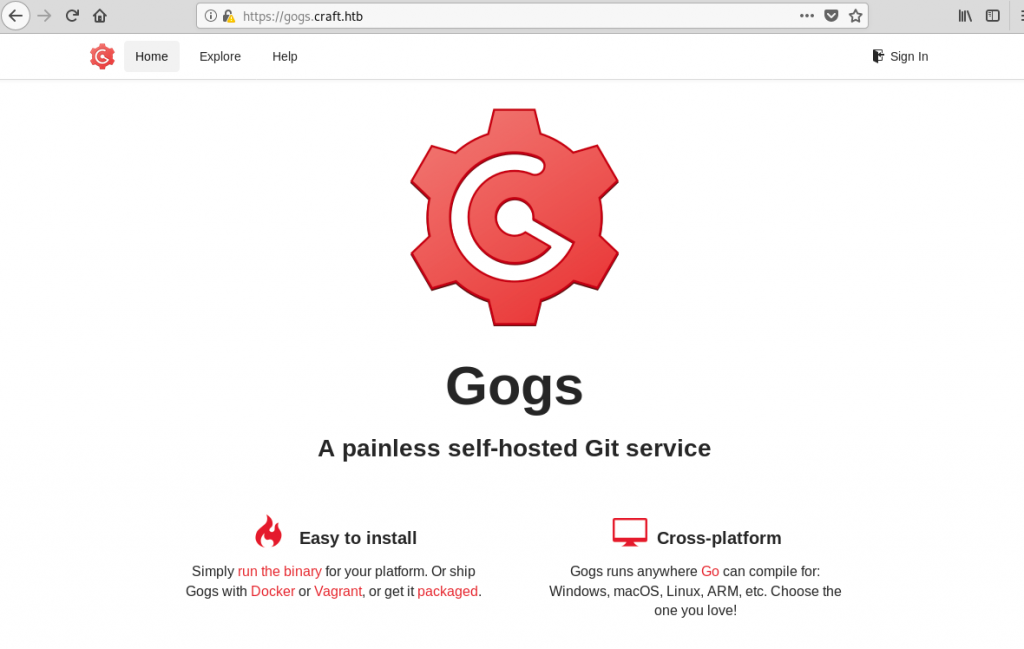 https://gogs.craft.htb
Home Explore Help Sign In
Gogs
A painless self-hosted Git service
Easy to install
Simply run the binary for your platform. Or ship
Gogs with Docker or Vagrant, or get it packaged.
Cross-platform
Gogs runs anywhere Go can compile for:
Windows, macOS, Linux, ARM, etc. Choose the
one you love!